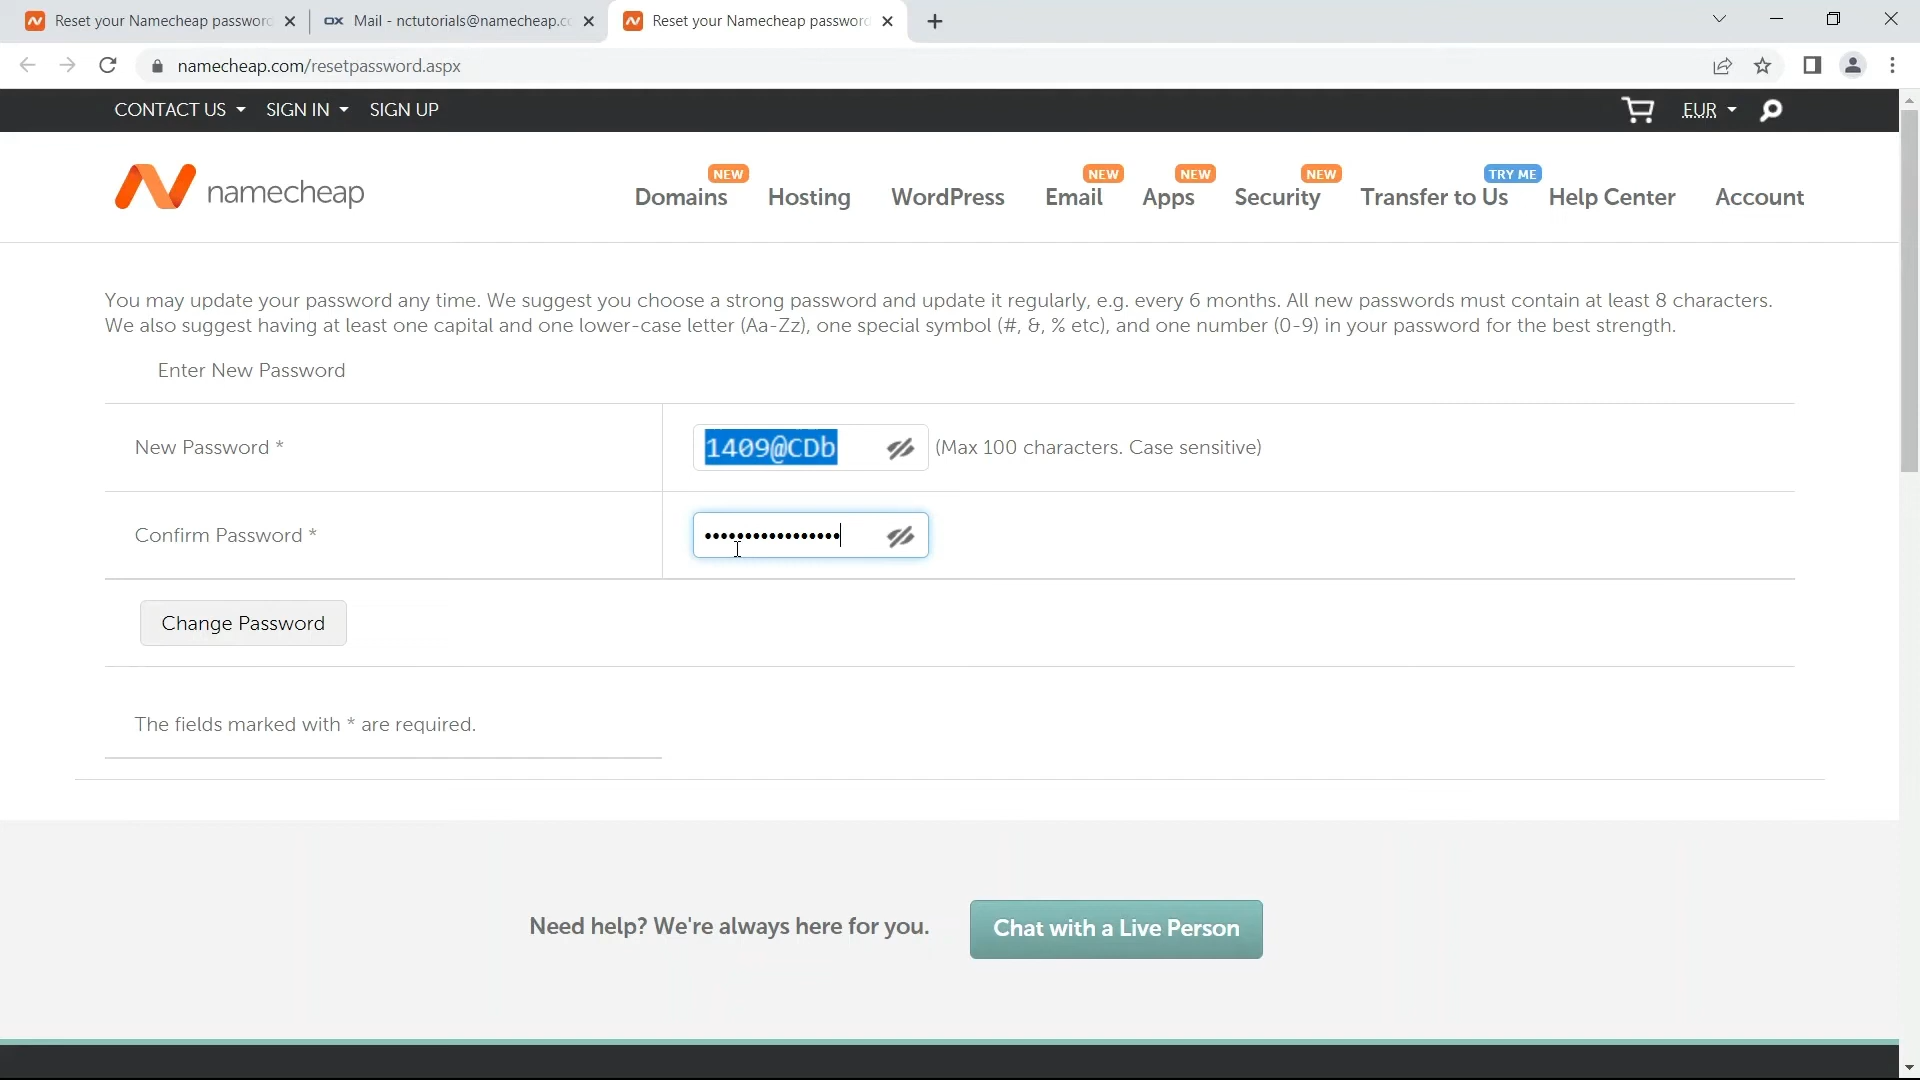 Reset your Namecheap password
Mail - nctutorials@namecheap.cc
Reset your Namecheap password
namecheap.com/resetpassword.aspx
CONTACT US SIGN IN SIGN UP
EUR
namecheap
NEW NEW NEW NEW TRY ME
Domains Hosting WordPress Email Apps Security Transfer to Us Help Center Account
You may update your password any time. We suggest you choose a strong password and update it regularly, e.g. every 6 months. All new passwords must contain at least 8 characters.
We also suggest having at least one capital and one lower-case letter (Aa-Zz), one special symbol (#, &, % etc), and one number (0-9) in your password for the best strength.
Enter New Password
New Password * 1409@CDb (Max 100 characters. Case sensitive)
Confirm Password * •••••••••••••••••
Change Password
The fields marked with * are required.
Need help? We're always here for you. Chat with a Live Person